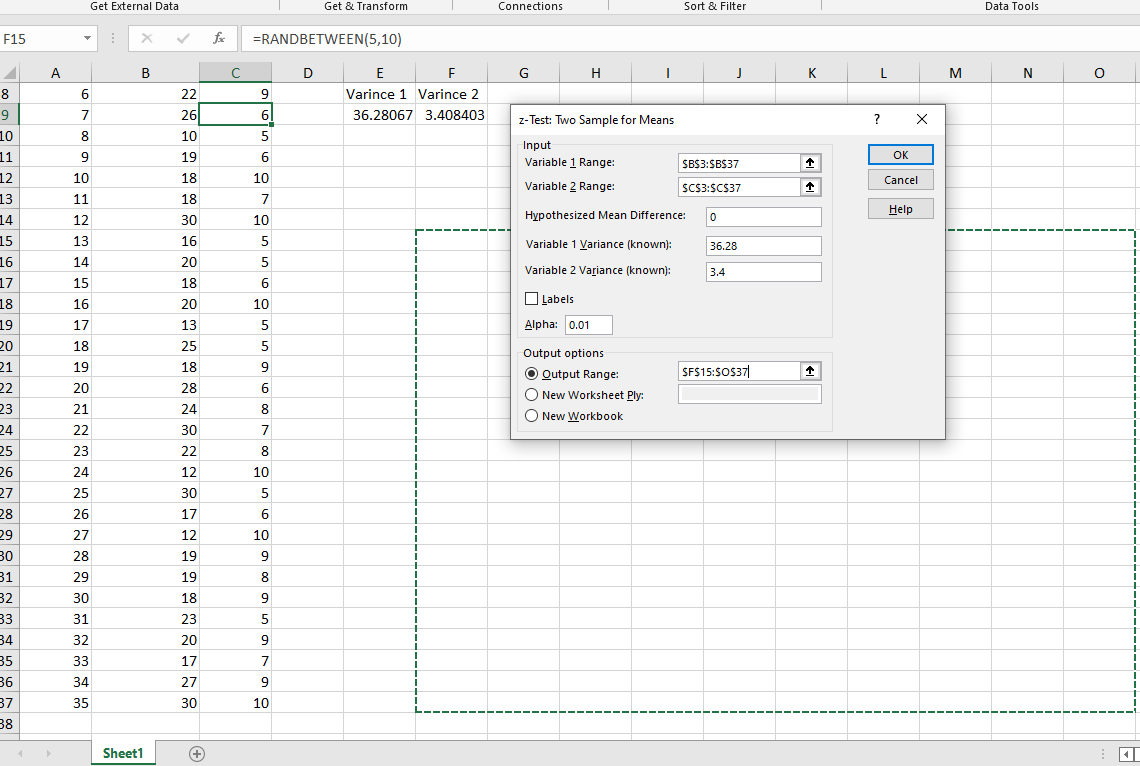 Get External Data Get & Transform Connections Sort & Filter Data Tools
F15 fx =RANDBETWEEN(5,10)
A B C D E F G H I J K L M N O
8 6 22 9 Varince 1 Varince 2
9 7 26 6 36.28067 3.408403
10 8 10 5
11 9 19 6
12 10 18 10
13 11 18 7
14 12 30 10
15 13 16 5
16 14 20 5
17 15 18 6
18 16 20 10
19 17 13 5
20 18 25 5
21 19 18 9
22 20 28 6
23 21 24 8
24 22 30 7
25 23 22 8
26 24 12 10
27 25 30 5
28 26 17 6
29 27 12 10
30 28 19 9
31 29 19 8
32 30 18 9
33 31 23 5
34 32 20 9
35 33 17 7
36 34 27 9
37 35 30 10
38
z-Test: Two Sample for Means ?
Input
Variable 1 Range: $B$3:$B$37
Variable 2 Range: $C$3:$C$37
Hypothesized Mean Difference: 0
Variable 1 Variance (known): 36.28
Variable 2 Variance (known): 3.4
Labels
Alpha: 0.01
Output options
Output Range: $F$15:$O$37
New Worksheet Ply:
New Workbook
OK
Cancel
Help
Sheet1